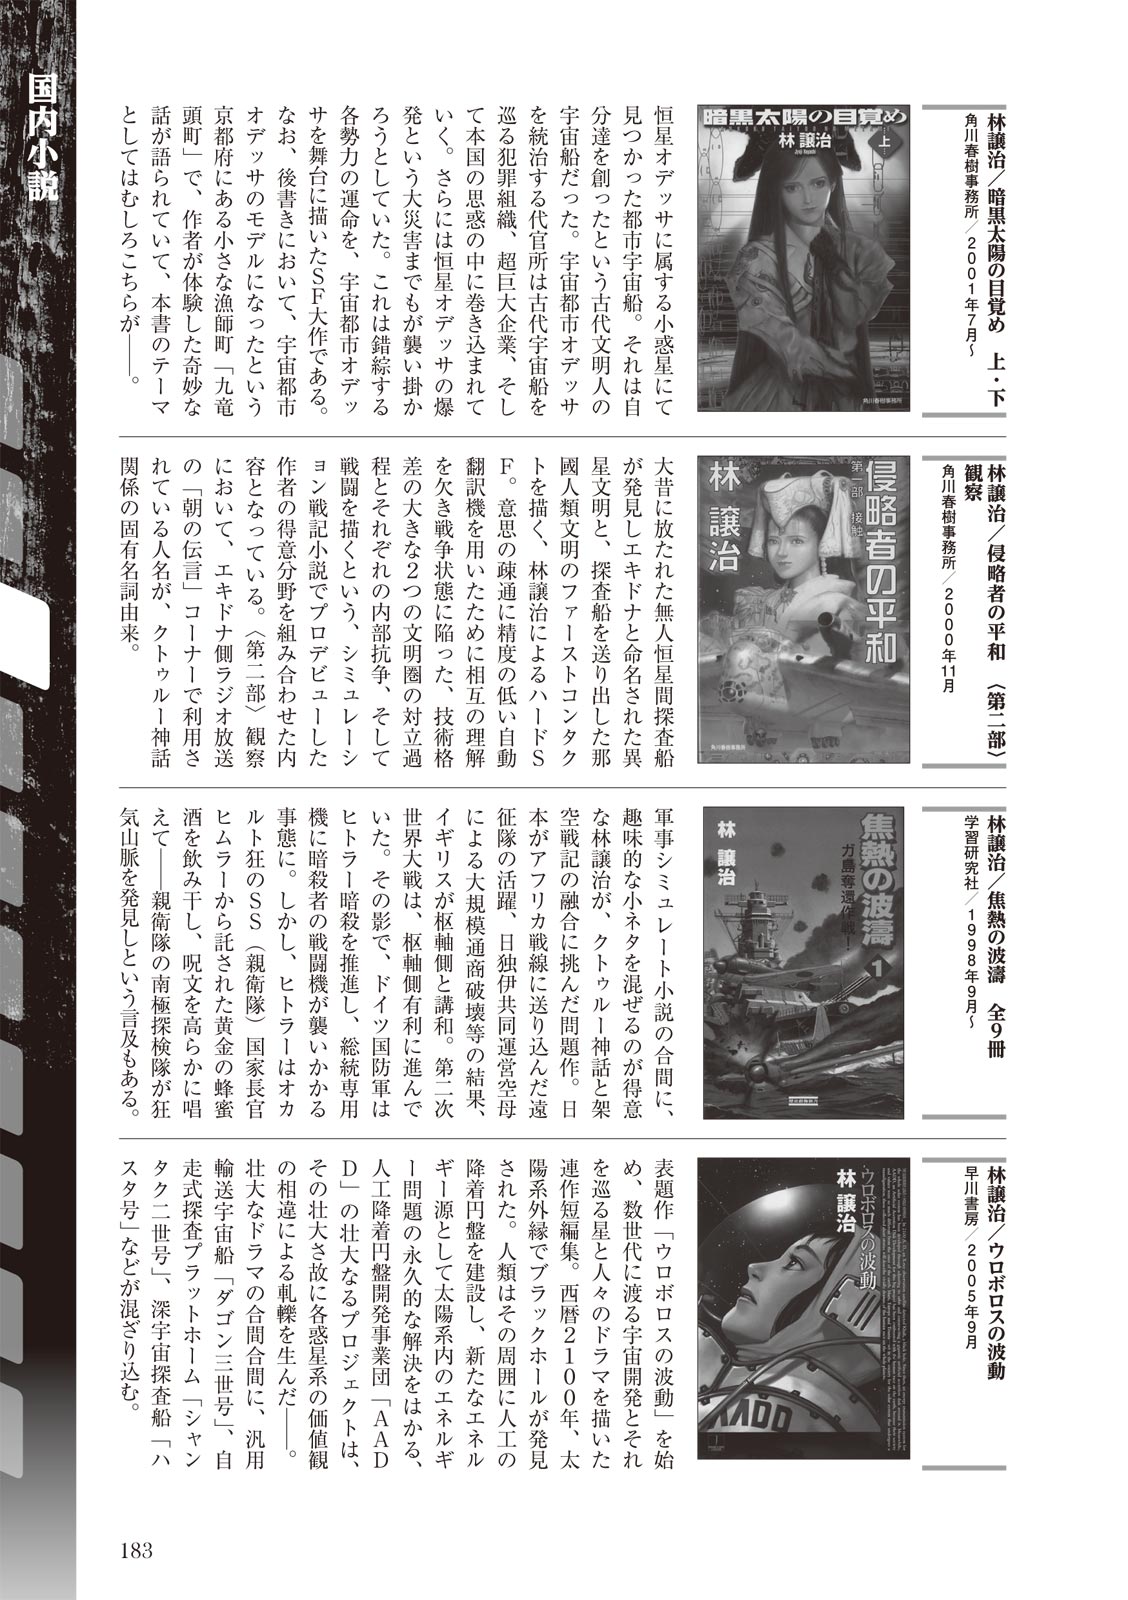 国内小説
林譲治／暗黒太陽の目覚め　上・下
角川春樹事務所／2001年7月～
暗黒太陽の目覚め
上
林 譲治
角川春樹事務所
恒星オデッサに属する小惑星にて
見つかった都市宇宙船。それは自
分達を創ったという古代文明人の
宇宙船だった。宇宙都市オデッサ
を統治する代官所は古代宇宙船を
巡る犯罪組織、超巨大企業、そし
て本国の思惑の中に巻き込まれて
いく。さらには恒星オデッサの爆
発という大災害までもが襲い掛か
ろうとしていた。これは錯綜する
各勢力の運命を、宇宙都市オデッ
サを舞台に描いたＳＦ大作である。
なお、後書きにおいて、宇宙都市
オデッサのモデルになったという
京都府にある小さな漁師町「九竜
頭町」で、作者が体験した奇妙な
話が語られていて、本書のテーマ
としてはむしろこちらが――。
林譲治／侵略者の平和　〈第二部〉
観察
角川春樹事務所／2000年11月
侵略者の平和
第一部 接触
林 譲治
角川春樹事務所
大昔に放たれた無人恒星間探査船
が発見しエキドナと命名された異
星文明と、探査船を送り出した那
國人類文明のファーストコンタク
トを描く、林譲治によるハードＳ
Ｆ。意思の疎通に精度の低い自動
翻訳機を用いたために相互の理解
を欠き戦争状態に陥った、技術格
差の大きな２つの文明圏の対立過
程とそれぞれの内部抗争、そして
戦闘を描くという、シミュレーシ
ョン戦記小説でプロデビューした
作者の得意分野を組み合わせた内
容となっている。〈第二部〉観察
において、エキドナ側ラジオ放送
の「朝の伝言」コーナーで利用さ
れている人名が、クトゥルー神話
関係の固有名詞由来。
林譲治／焦熱の波濤　全9冊
学習研究社／1998年9月～
焦熱の波濤
1
ガ島奪還作戦！
林 譲治
軍事シミュレート小説の合間に、
趣味的な小ネタを混ぜるのが得意
な林譲治が、クトゥルー神話と架
空戦記の融合に挑んだ問題作。日
本がアフリカ戦線に送り込んだ遠
征隊の活躍、日独伊共同運営空母
による大規模通商破壊等の結果、
イギリスが枢軸側と講和。第二次
世界大戦は、枢軸側有利に進んで
いた。その影で、ドイツ国防軍は
ヒトラー暗殺を推進し、総統専用
機に暗殺者の戦闘機が襲いかかる
事態に。しかし、ヒトラーはオカ
ルト狂のＳＳ（親衛隊）国家長官
ヒムラーから託された黄金の蜂蜜
酒を飲み干し、呪文を高らかに唱
えて――親衛隊の南極探検隊が狂
気山脈を発見しという言及もある。
林譲治／ウロボロスの波動
早川書房／2005年9月
ウロボロスの波動
林 譲治
AADD
表題作「ウロボロスの波動」を始
め、数世代に渡る宇宙開発とそれ
を巡る星と人々のドラマを描いた
連作短編集。西暦２１００年、太
陽系外縁でブラックホールが発見
された。人類はその周囲に人工の
降着円盤を建設し、新たなエネル
ギー源として太陽系内のエネルギ
ー問題の永久的な解決をはかる、
人工降着円盤開発事業団「ＡＡＤ
Ｄ」の壮大なるプロジェクトは、
その壮大さ故に各惑星系の価値観
の相違による軋轢を生んだ――。
壮大なドラマの合間合間に、汎用
輸送宇宙船「ダゴン三世号」、自
走式探査プラットホーム「シャン
タク二世号」、深宇宙探査船「ハ
スタ号」などが混ざり込む。
183